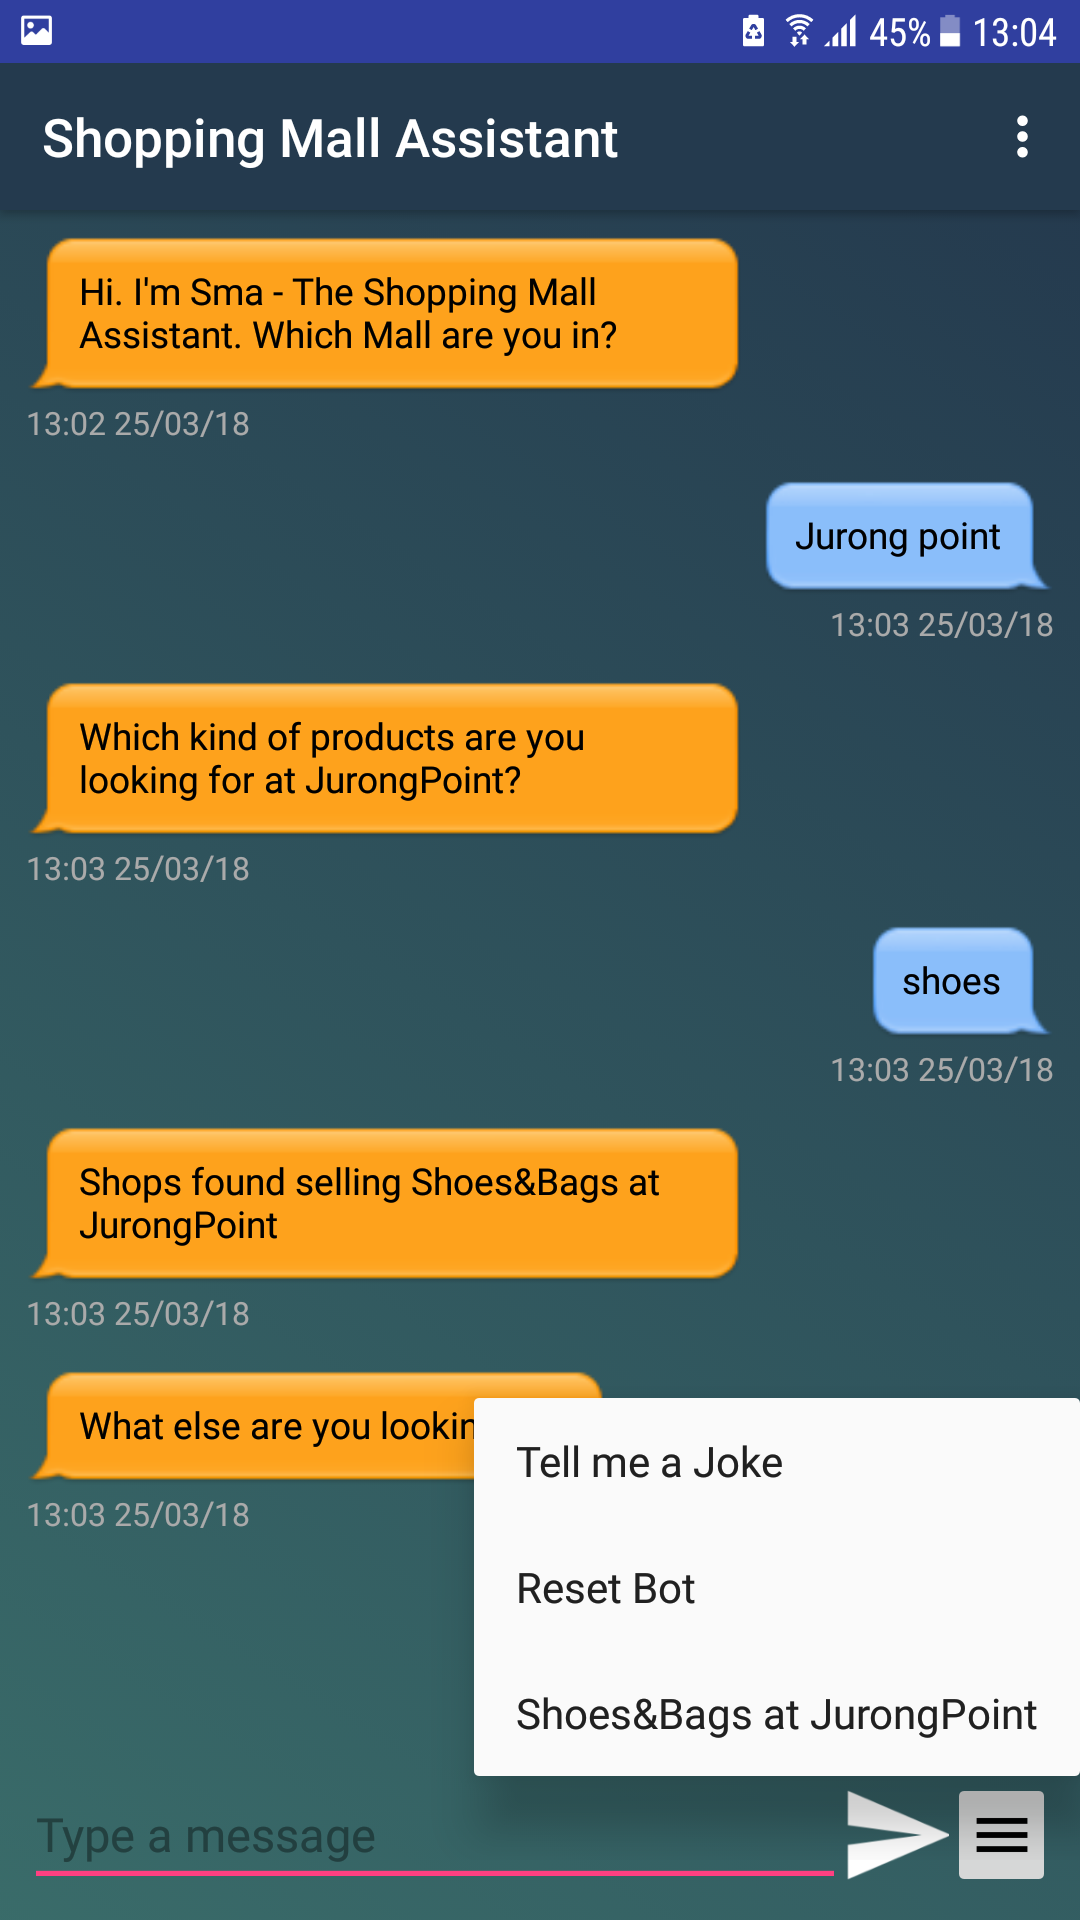 45% 13:04
Shopping Mall Assistant
Hi. I'm Sma - The Shopping Mall
Assistant. Which Mall are you in?
13:02 25/03/18
Jurong point
13:03 25/03/18
Which kind of products are you
looking for at JurongPoint?
13:03 25/03/18
shoes
13:03 25/03/18
Shops found selling Shoes&Bags at
JurongPoint
13:03 25/03/18
What else are you
13:03 25/03/18
Tell me a Joke
Reset Bot
Shoes&Bags at JurongPoint
Type a message